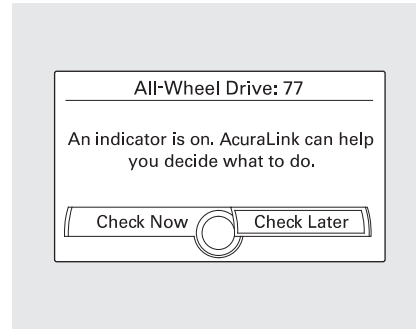 All-Wheel Drive: 77
An indicator is on. AcuraLink can help
you decide what to do.
Check Now
Check Later